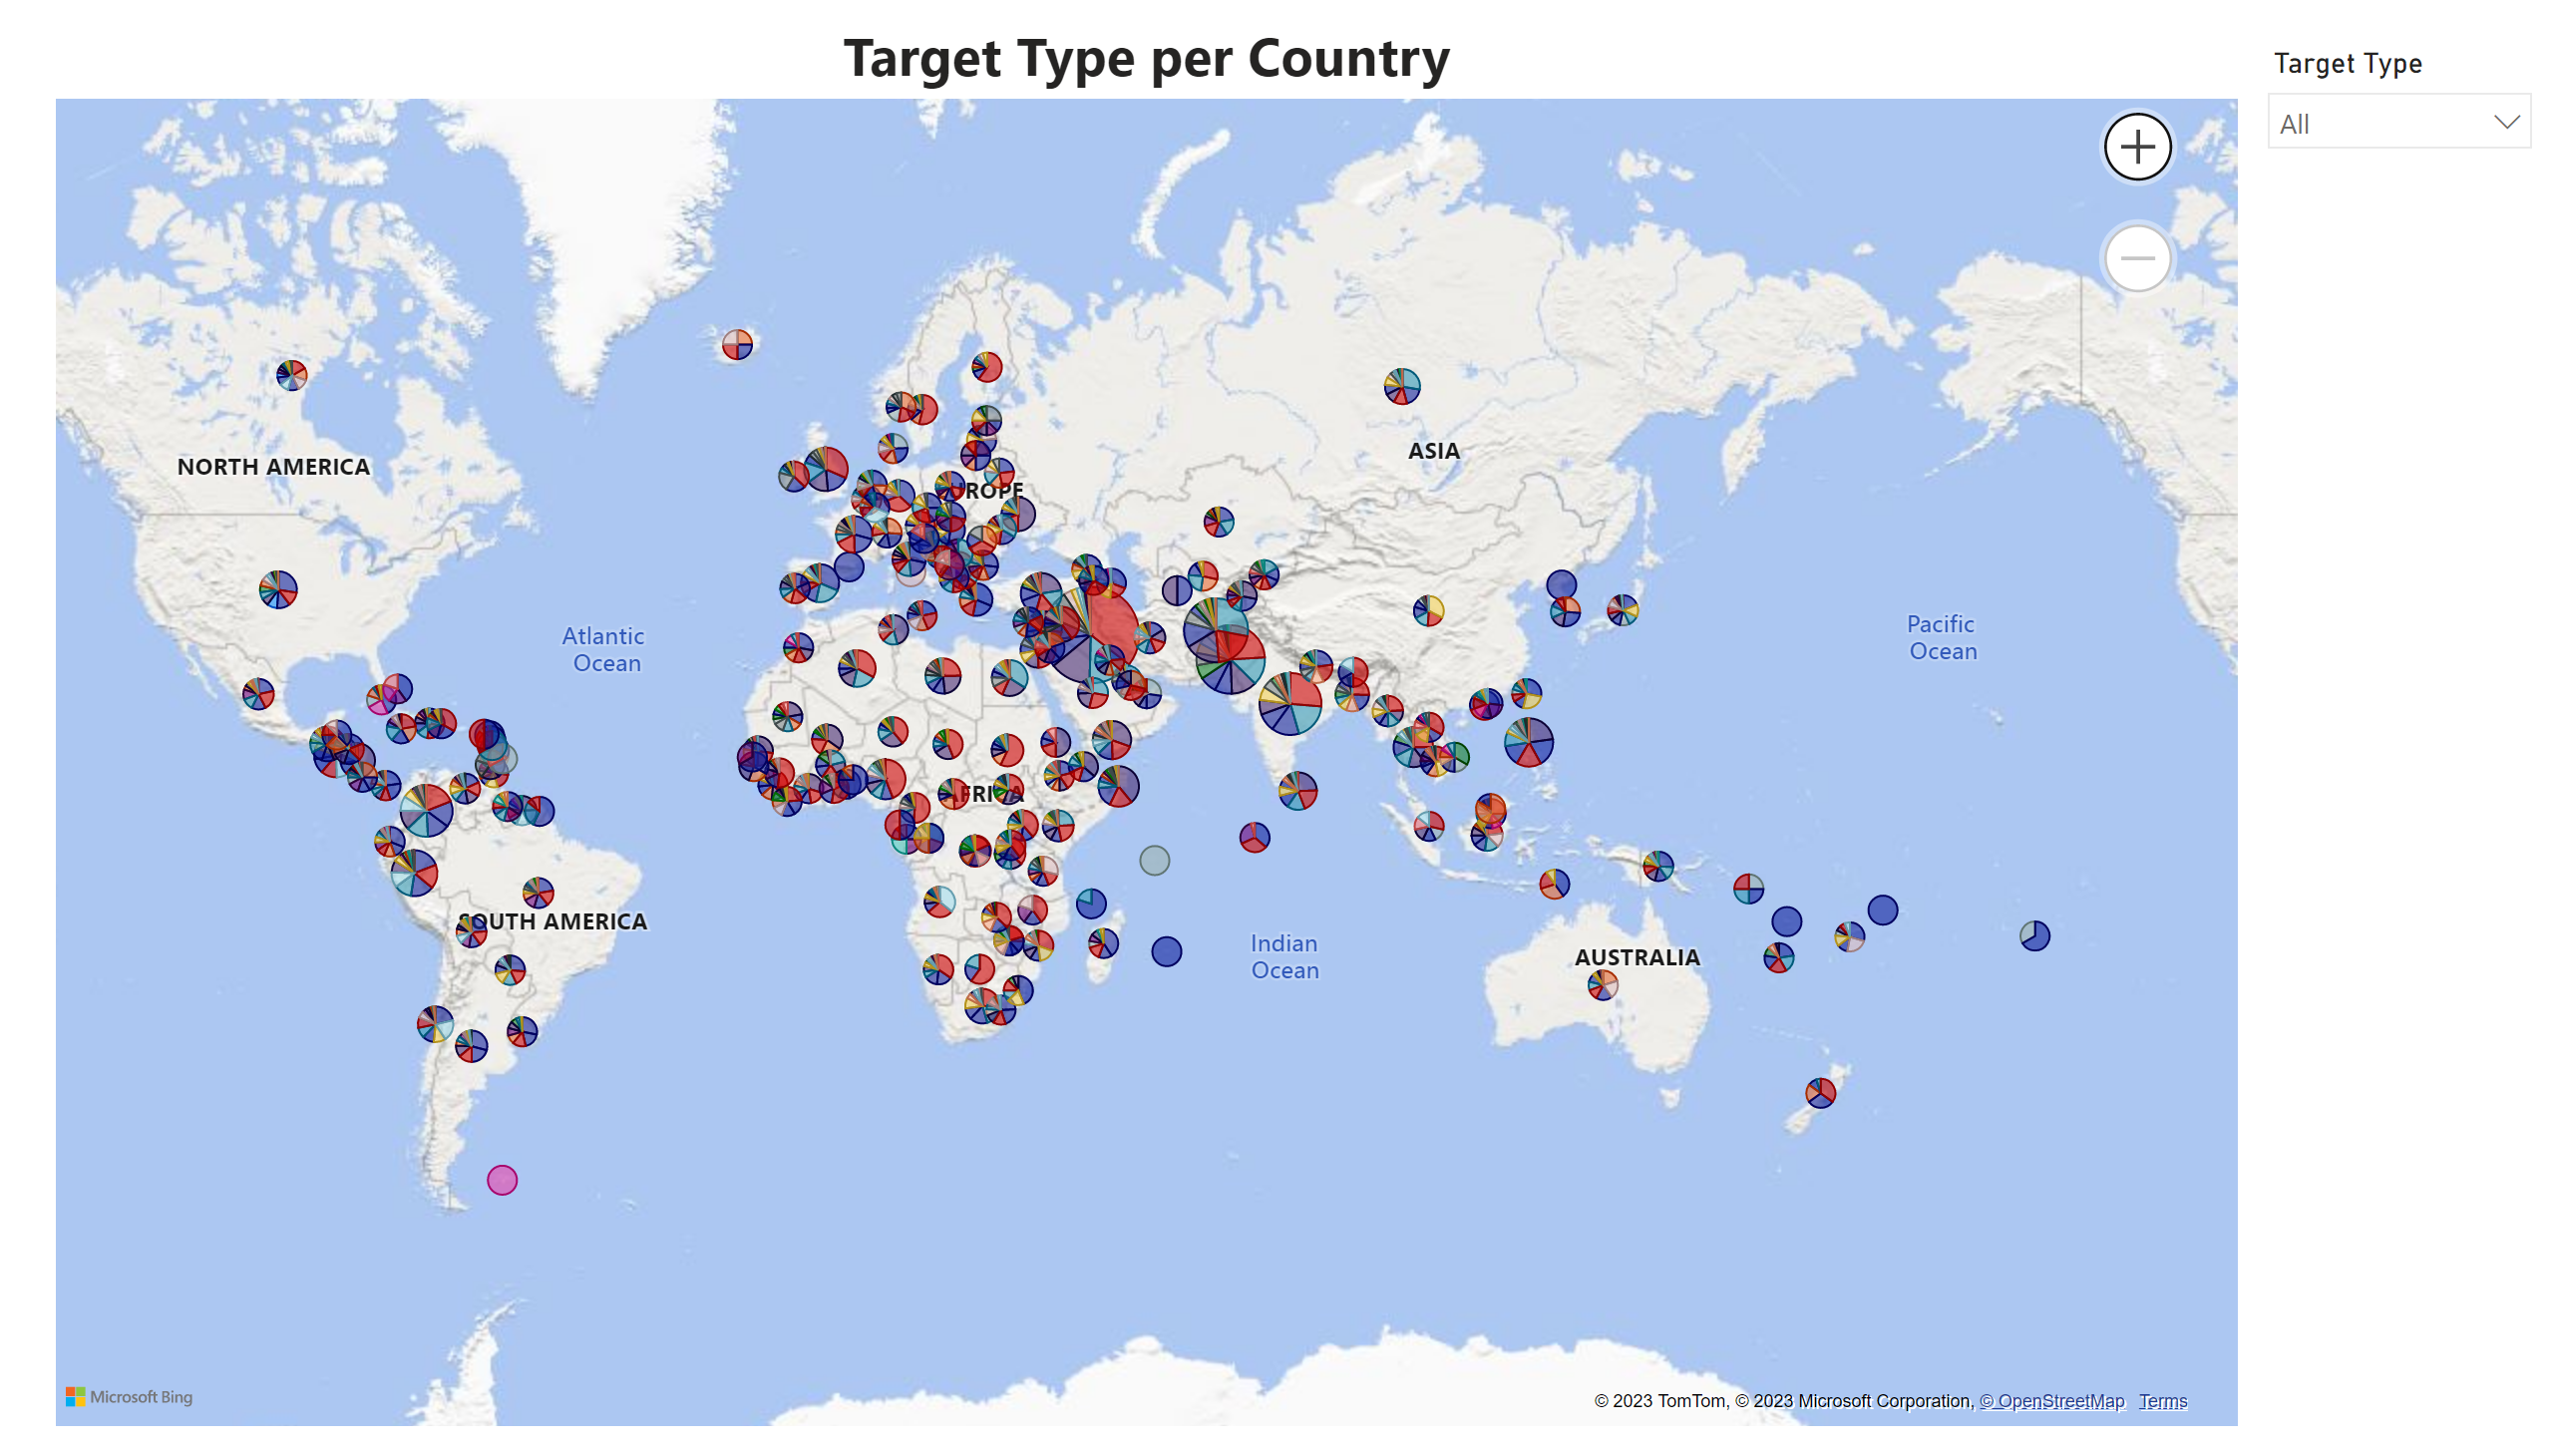 Target Type per Country
Target Type
All
NORTH AMERICA
ASIA
Atlantic
Ocean
Pacific
Ocean
SOUTH AMERICA
Indian
Ocean
AUSTRALIA
Microsoft Bing
© 2023 TomTom, © 2023 Microsoft Corporation, © OpenStreetMap Terms